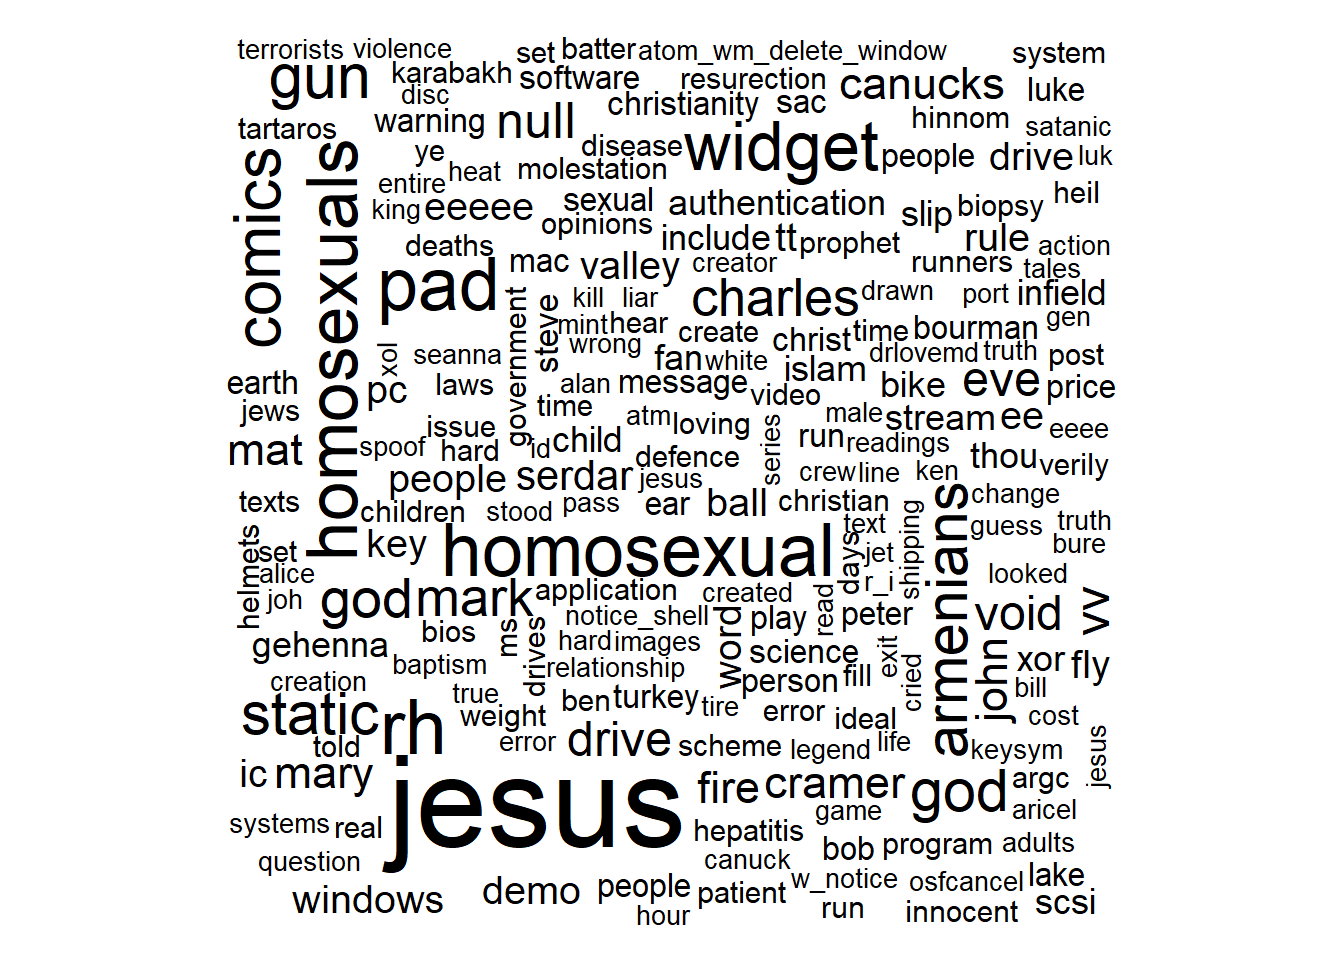 terrorists violence set batter atom_wm_delete_window system
gun karabakh software resurection canucks luke
disc christianity sac hinnom
tartaros warning null widget satanic
ye disease people drive luk
heat molestation
entire sexual authentication biopsy heil
king eeeee opinions slip
deaths include tt prophet rule action
comics homosexuals mac valley creator runners tales
pad kill liar charles drawn port infield gen
government steve mint hear create christ time bourman
wrong
xol seanna fan white islam drlovemd truth post
earth pc laws alan message video bike eve price
jews time atm loving male stream ee eeee
mat spoof issue hard id child defence series run readings thou verily
people serdar jesus crew line ken
texts children stood pass ear ball christian armenians change
helmets set key homosexual text days jet shipping guess truth bure
alice looked
joh god mark application created r_i void vv
notice_shell word play read peter
gehenna bios ms drives hard images science exit john xor fly
baptism relationship person fill cried
creation true ben turkey tire bill
static rh weight error ideal cost
told error drive scheme legend life keysym jesus
ic mary jesus fire cramer god argc
game aricel
systems real hepatitis adults
question canuck bob program
windows demo people patient w_notice osfcancel lake
hour run innocent scsi